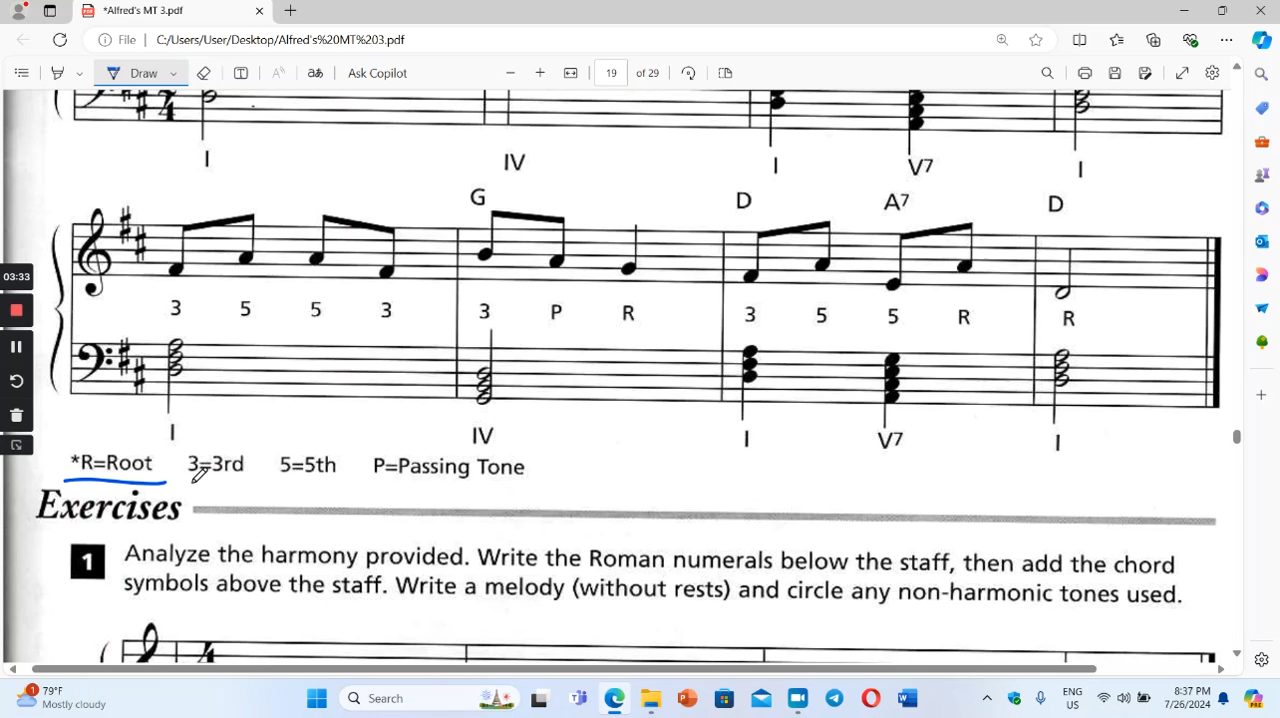 *Alfred's MT 3.pdf
File C:/Users/User/Desktop/Alfred's%20MT%203.pdf
Draw Ask Copilot 19 of 29
I IV I V7 I
G D A7 D
3 5 5 3 3 P R 3 5 5 R R
03:33
I IV I V7 I
*R=Root 3=3rd 5=5th P=Passing Tone
Exercises
1 Analyze the harmony provided. Write the Roman numerals below the staff, then add the chord
symbols above the staff. Write a melody (without rests) and circle any non-harmonic tones used.
1 79°F
Mostly cloudy
Search
ENG
US
8:37 PM
7/26/2024